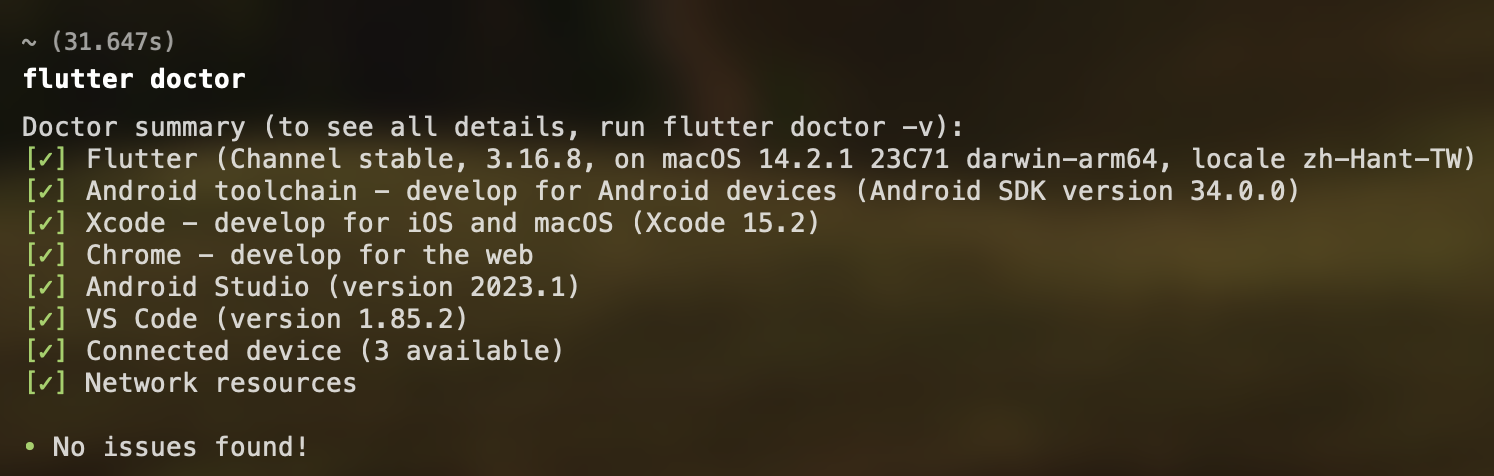 ~ (31.647s)
flutter doctor
Doctor summary (to see all details, run flutter doctor -v):
[✓] Flutter (Channel stable, 3.16.8, on macOS 14.2.1 23C71 darwin-arm64, locale zh-Hant-TW)
[✓] Android toolchain - develop for Android devices (Android SDK version 34.0.0)
[✓] Xcode - develop for iOS and macOS (Xcode 15.2)
[✓] Chrome - develop for the web
[✓] Android Studio (version 2023.1)
[✓] VS Code (version 1.85.2)
[✓] Connected device (3 available)
[✓] Network resources
• No issues found!